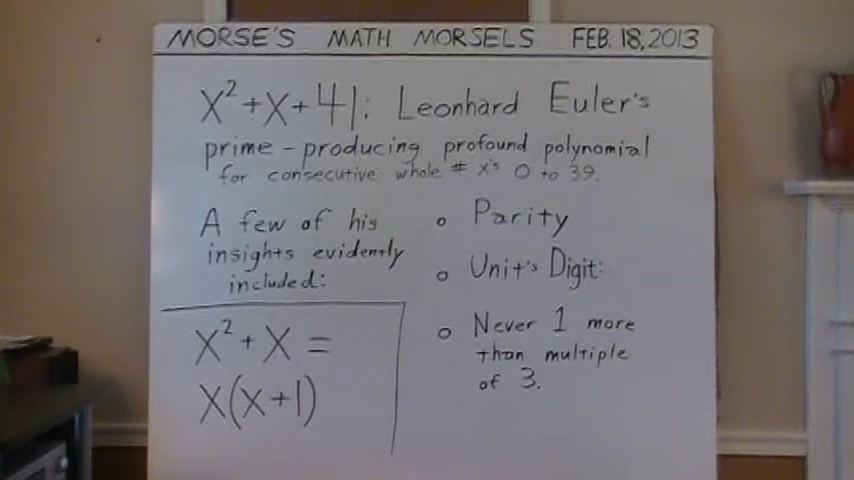 MORSE'S MATH MORSELS FEB. 18, 2013
X² + X + 41: Leonhard Euler's
prime - producing profound polynomial
for consecutive whole # x's 0 to 39.
A few of his
insights evidently
included:
X² + X =
X(X+1)
o Parity
o Unit's Digit:
o Never 1 more
than multiple
of 3.